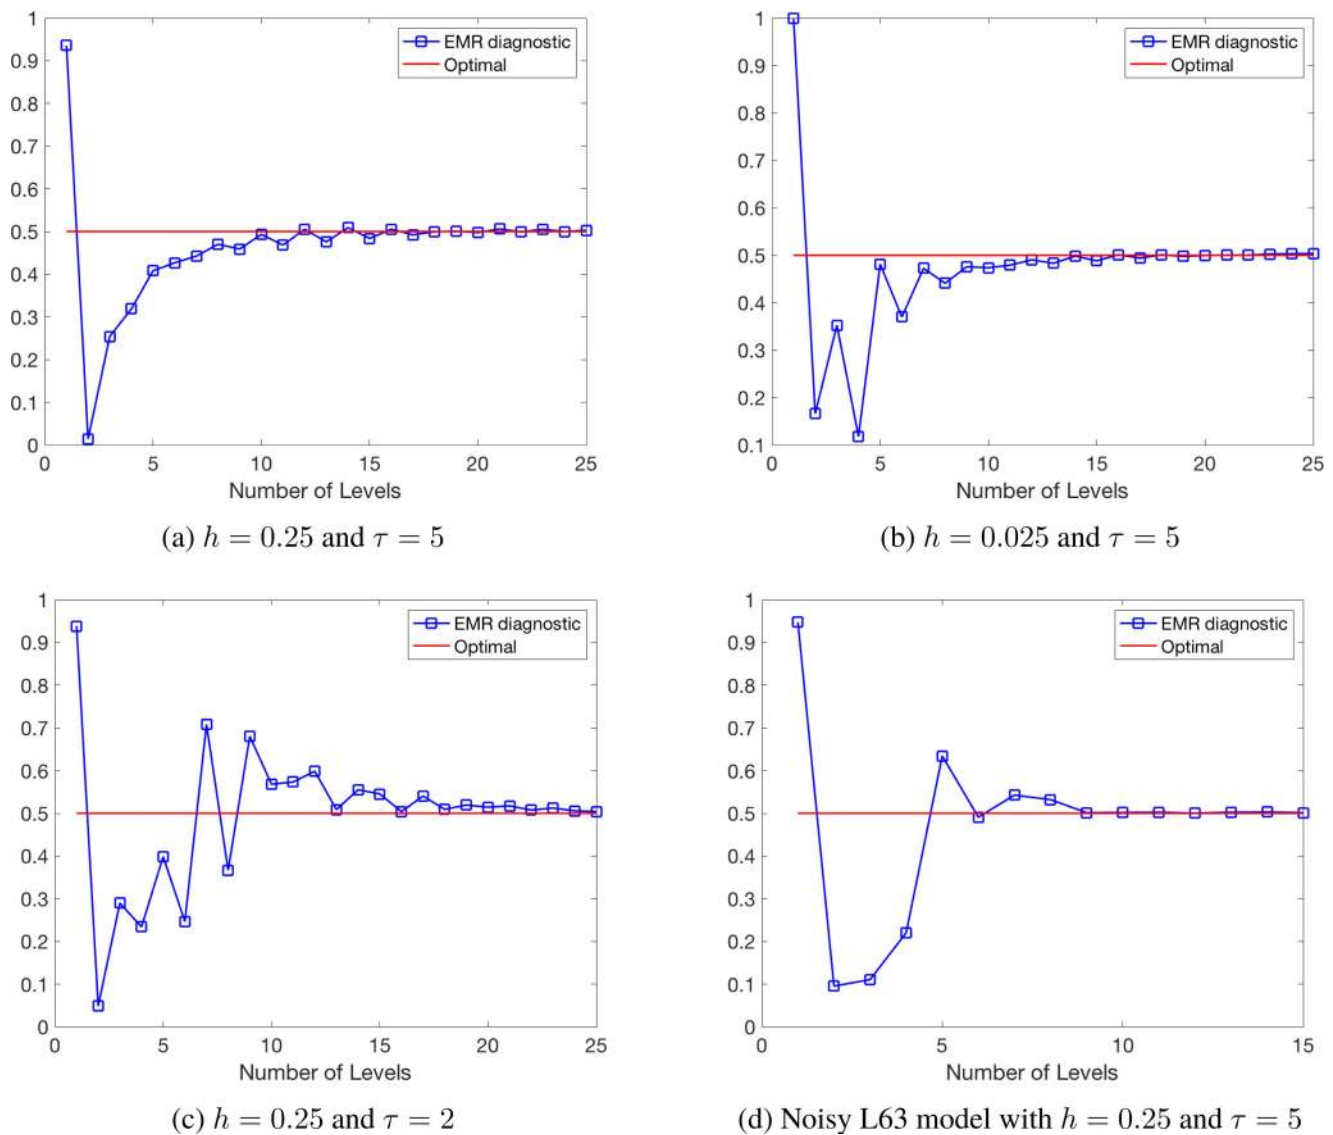 1
0.9
0.8
0.7
0.6
0.5
0.4
0.3
0.2
0.1
0
0 5 10 15 20 25
EMR diagnostic
Optimal
Number of Levels
(a) h = 0.25 and τ = 5
1
0.9
0.8
0.7
0.6
0.5
0.4
0.3
0.2
0.1
0 5 10 15 20 25
EMR diagnostic
Optimal
Number of Levels
(b) h = 0.025 and τ = 5
1
0.9
0.8
0.7
0.6
0.5
0.4
0.3
0.2
0.1
0
0 5 10 15 20 25
EMR diagnostic
Optimal
Number of Levels
(c) h = 0.25 and τ = 2
1
0.9
0.8
0.7
0.6
0.5
0.4
0.3
0.2
0.1
0
0 5 10 15
EMR diagnostic
Optimal
Number of Levels
(d) Noisy L63 model with h = 0.25 and τ = 5